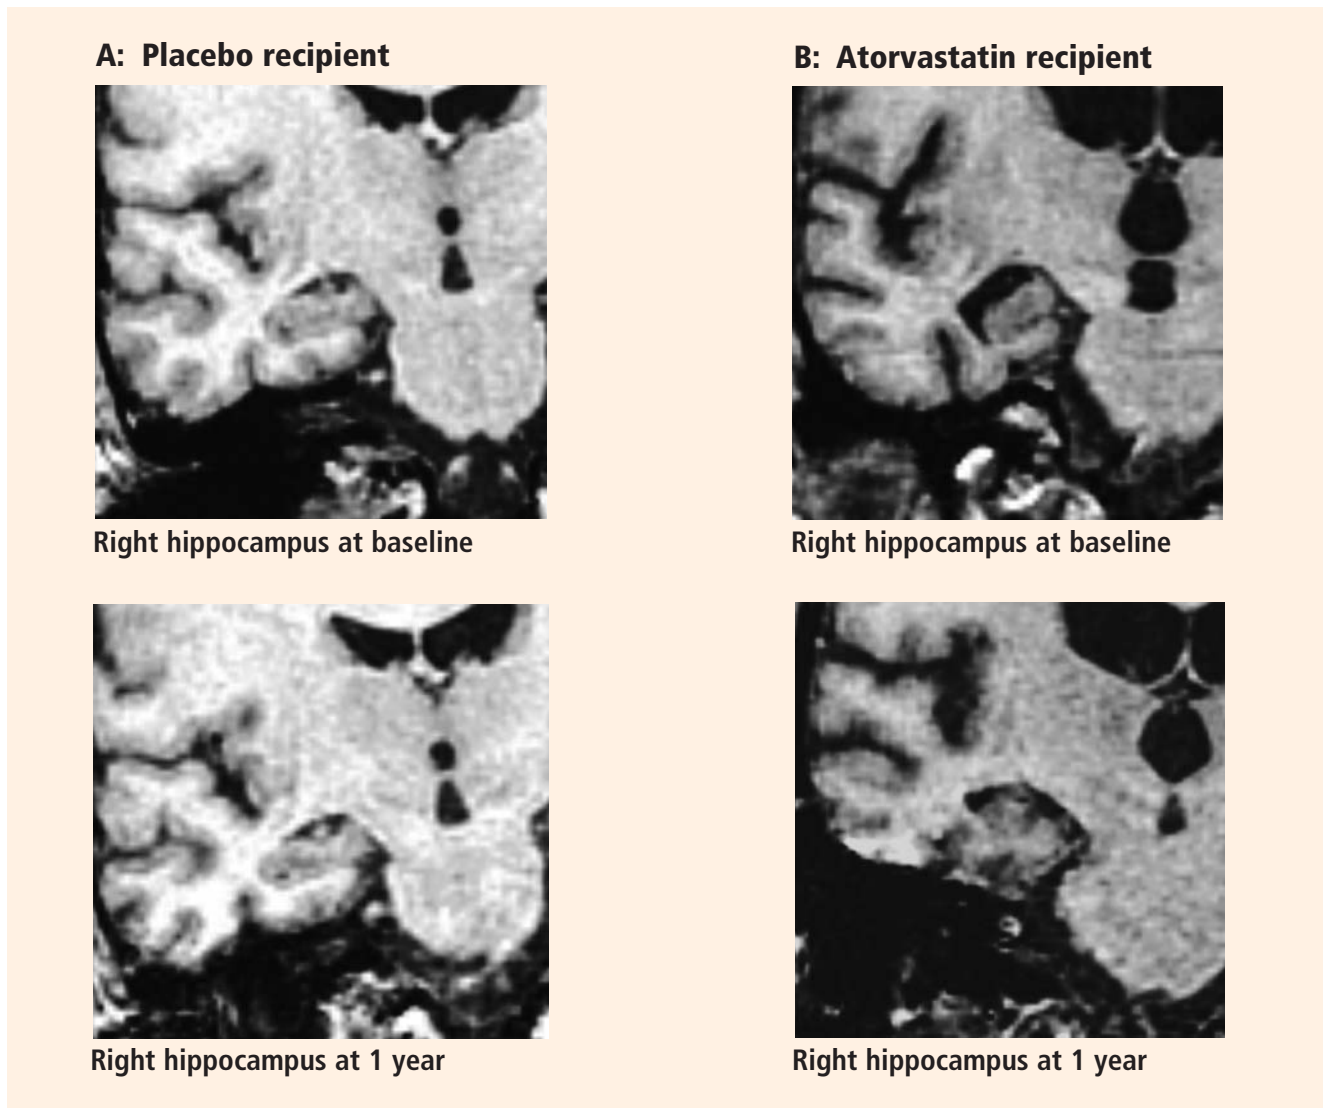 A: Placebo recipient
B: Atorvastatin recipient
Right hippocampus at baseline
Right hippocampus at baseline
Right hippocampus at 1 year
Right hippocampus at 1 year